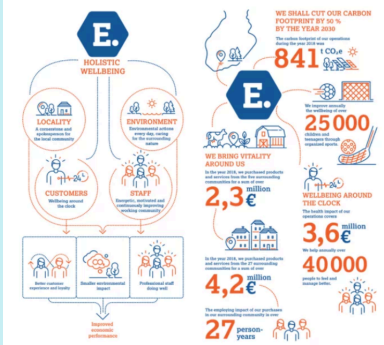 E.
HOLISTIC
WELLBEING
LOCALITY
A cornerstone and
spokesperson for
the local community
ENVIRONMENT
Environmental actions
every day, caring
for the surrounding
nature
CUSTOMERS
Wellbeing around
the clock
STAFF
Energetic, motivated and
continuously improving
working community
Better customer
experience and loyalty
Smaller environmental
impact
Professional staff
doing well
Improved
economic
performance
WE SHALL CUT OUR CARBON
FOOTPRINT BY 50 %
BY THE YEAR 2030
The carbon footprint of our operations
during the year 2018 was
841 t CO₂e
E.
We improve annually
the wellbeing of over
25 000
children and
teenagers through
organised sports.
WE BRING VITALITY
AROUND US
In the year 2018, we purchased products
and services from the five surrounding
communities for a sum of over
2,3 million
€
WELLBEING AROUND
THE CLOCK
The health impact of our
operations covers
3,6 million
€
We help annually over
40 000
people to feel and
manage better.
In the year 2018, we purchased products
and services from the 27 surrounding
communities for a sum of over
4,2 million
€
The employing impact of our purchases
in our surrounding community is over
27 person-
years